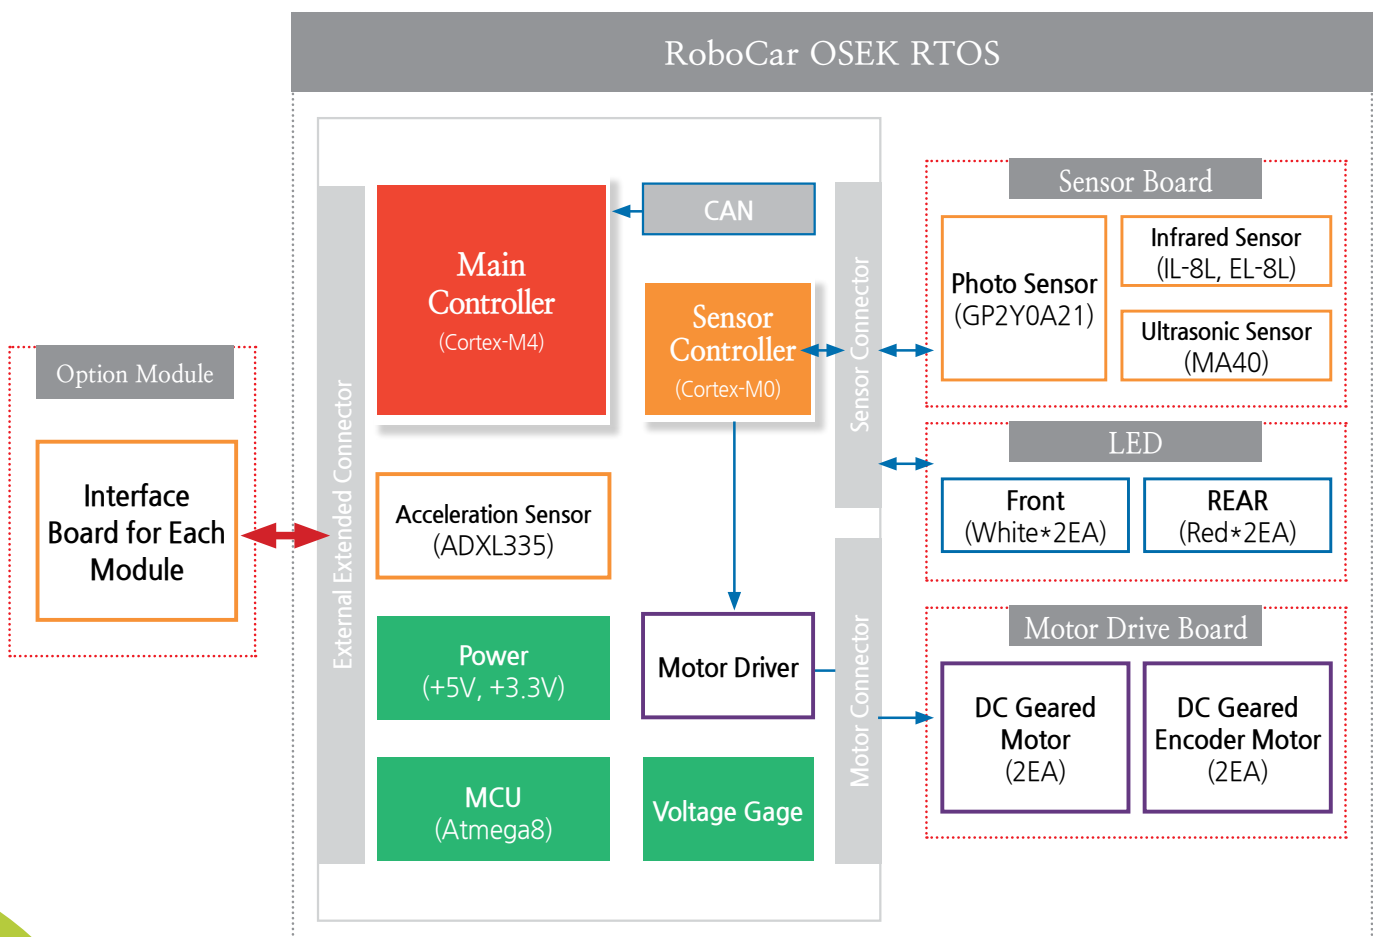 RoboCar OSEK RTOS
Option Module
Interface
Board for Each
Module
External Extended Connector
Main
Controller
(Cortex-M4)
CAN
Sensor
Controller
(Cortex-M0)
Acceleration Sensor
(ADXL335)
Power
(+5V, +3.3V)
MCU
(Atmega8)
Motor Driver
Voltage Gage
Sensor Connector
Motor Connector
Sensor Board
Photo Sensor
(GP2Y0A21)
Infrared Sensor
(IL-8L, EL-8L)
Ultrasonic Sensor
(MA40)
LED
Front
(White*2EA)
REAR
(Red*2EA)
Motor Drive Board
DC Geared
Motor
(2EA)
DC Geared
Encoder Motor
(2EA)